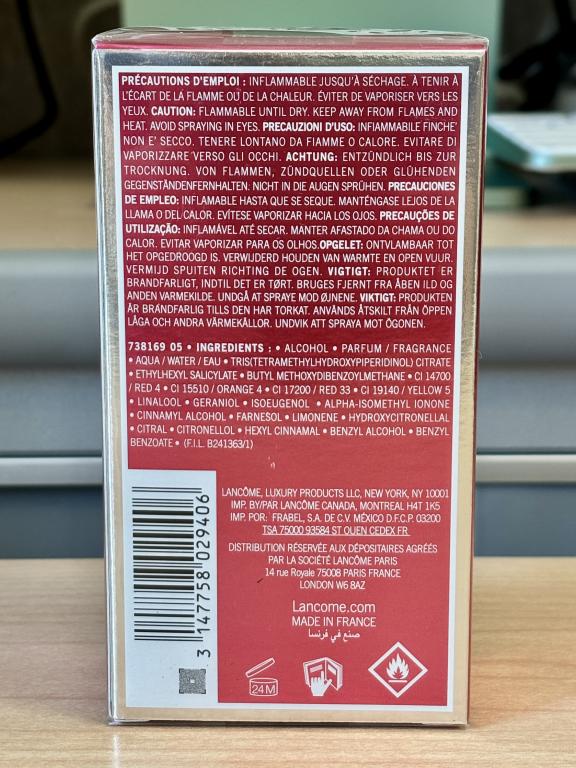 PRÉCAUTIONS D'EMPLOI : INFLAMMABLE JUSQU'À SÉCHAGE. À TENIR À
L'ÉCART DE LA FLAMME OU DE LA CHALEUR. ÉVITER DE VAPORISER VERS LES
YEUX. CAUTION: FLAMMABLE UNTIL DRY. KEEP AWAY FROM FLAMES AND
HEAT. AVOID SPRAYING IN EYES. PRECAUZIONI D'USO: INFIAMMABILE FINCHE'
NON E' SECCO. TENERE LONTANO DA FIAMME O CALORE. EVITARE DI
VAPORIZZARE VERSO GLI OCCHI. ACHTUNG: ENTZÜNDLICH BIS ZUR
TROCKNUNG. VON FLAMMEN, ZÜNDQUELLEN ODER GLÜHENDEN
GEGENSTÄNDENFERNHALTEN: NICHT IN DIE AUGEN SPRÜHEN. PRECAUCIONES
DE EMPLEO: INFLAMABLE HASTA QUE SE SEQUE. MANTÉNGASE LEJOS DE LA
LLAMA O DEL CALOR. EVÍTESE VAPORIZAR HACIA LOS OJOS. PRECAUÇÕES DE
UTILIZAÇÃO: INFLAMÁVEL ATÉ SECAR. MANTER AFASTADO DA CHAMA OU DO
CALOR. EVITAR VAPORIZAR PARA OS OLHOS.OPGELET: ONTVLAMBAAR TOT
HET OPGEDROOGD IS. VERWIJDERD HOUDEN VAN WARMTE EN OPEN VUUR.
VERMIJD SPUITEN RICHTING DE OGEN. VIGTIGT: PRODUKTET ER
BRANDFARLIGT, INDTIL DET ER TØRT. BRUGES FJERNT FRA ÅBEN ILD OG
ANDEN VARMEKILDE. UNDGÅ AT SPRAYE MOD ØJNENE. VIKTIGT: PRODUKTEN
ÄR BRANDFARLIG TILLS DEN HAR TORKAT. ANVÄNDS ÅTSKILT FRÅN ÖPPEN
LÅGA OCH ANDRA VÄRMEKÄLLOR. UNDVIK ATT SPRAYA MOT ÖGONEN.
738169 05 • INGREDIENTS : • ALCOHOL • PARFUM / FRAGRANCE
• AQUA / WATER / EAU • TRIS(TETRAMETHYLHYDROXYPIPERIDINOL) CITRATE
• ETHYLHEXYL SALICYLATE • BUTYL METHOXYDIBENZOYLMETHANE • CI 14700
/ RED 4 • CI 15510 / ORANGE 4 • CI 17200 / RED 33 • CI 19140 / YELLOW 5
• LINALOOL • GERANIOL • ISOEUGENOL • ALPHA-ISOMETHYL IONONE
• CINNAMYL ALCOHOL • FARNESOL • LIMONENE • HYDROXYCITRONELLAL
• CITRAL • CITRONELLOL • HEXYL CINNAMAL • BENZYL ALCOHOL • BENZYL
BENZOATE • (F.I.L. B241363/1)
LANCÔME, LUXURY PRODUCTS LLC, NEW YORK, NY 10001
IMP. BY/PAR LANCÔME CANADA, MONTREAL H4T 1K5
IMP. POR: FRABEL, S.A. DE C.V. MÉXICO D.F.C.P. 03200
TSA 75000 93584 ST OUEN CEDEX FR
DISTRIBUTION RÉSERVÉE AUX DÉPOSITAIRES AGRÉÉS
PAR LA SOCIÉTÉ LANCÔME PARIS
14 rue Royale 75008 PARIS FRANCE
LONDON W6 8AZ
Lancome.com
MADE IN FRANCE
صنع في فرنسا
3 147758 029406
24M